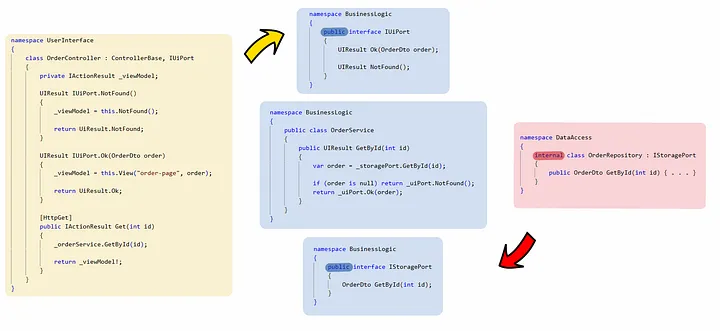 namespace UserInterface
{
class OrderController : ControllerBase, IUiPort
{
private IActionResult _viewModel;
UIResult IUiPort.NotFound()
{
_viewModel = this.NotFound();
return UiResult.NotFound;
}
UIResult IUiPort.Ok(OrderDto order)
{
_viewModel = this.View("order-page", order);
return UiResult.Ok;
}
[HttpGet]
public IActionResult Get(int id)
{
_orderService.GetById(id);
return _viewModel!;
}
}
}
namespace BusinessLogic
{
public interface IUiPort
{
UIResult Ok(OrderDto order);
UIResult NotFound();
}
}
namespace BusinessLogic
{
public class OrderService
{
public UIResult GetById(int id)
{
var order = _storagePort.GetById(id);
if (order is null) return _uiPort.NotFound();
return _uiPort.Ok(order);
}
}
}
namespace BusinessLogic
{
public interface IStoragePort
{
OrderDto GetById(int id);
}
}
namespace DataAccess
{
internal class OrderRepository : IStoragePort
{
public OrderDto GetById(int id) { . . . }
}
}